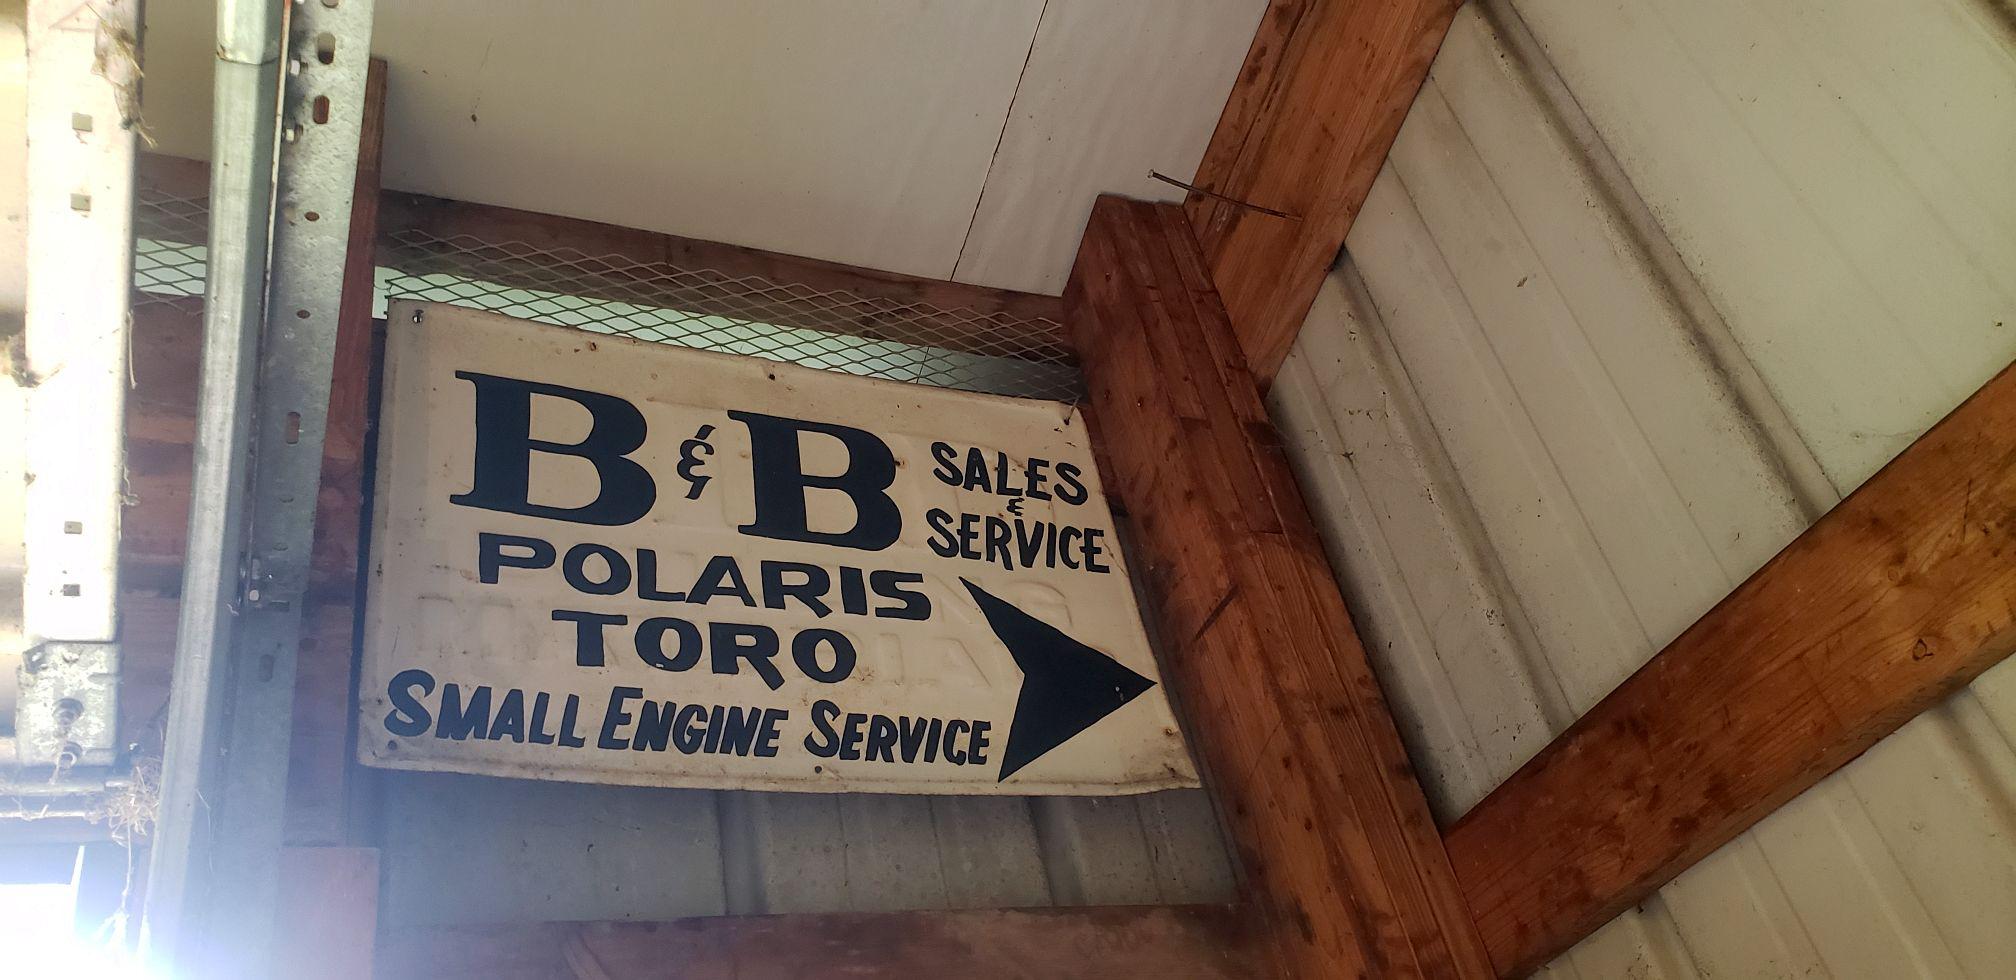 B & B SALES & SERVICE
POLARIS
TORO
SMALL ENGINE SERVICE